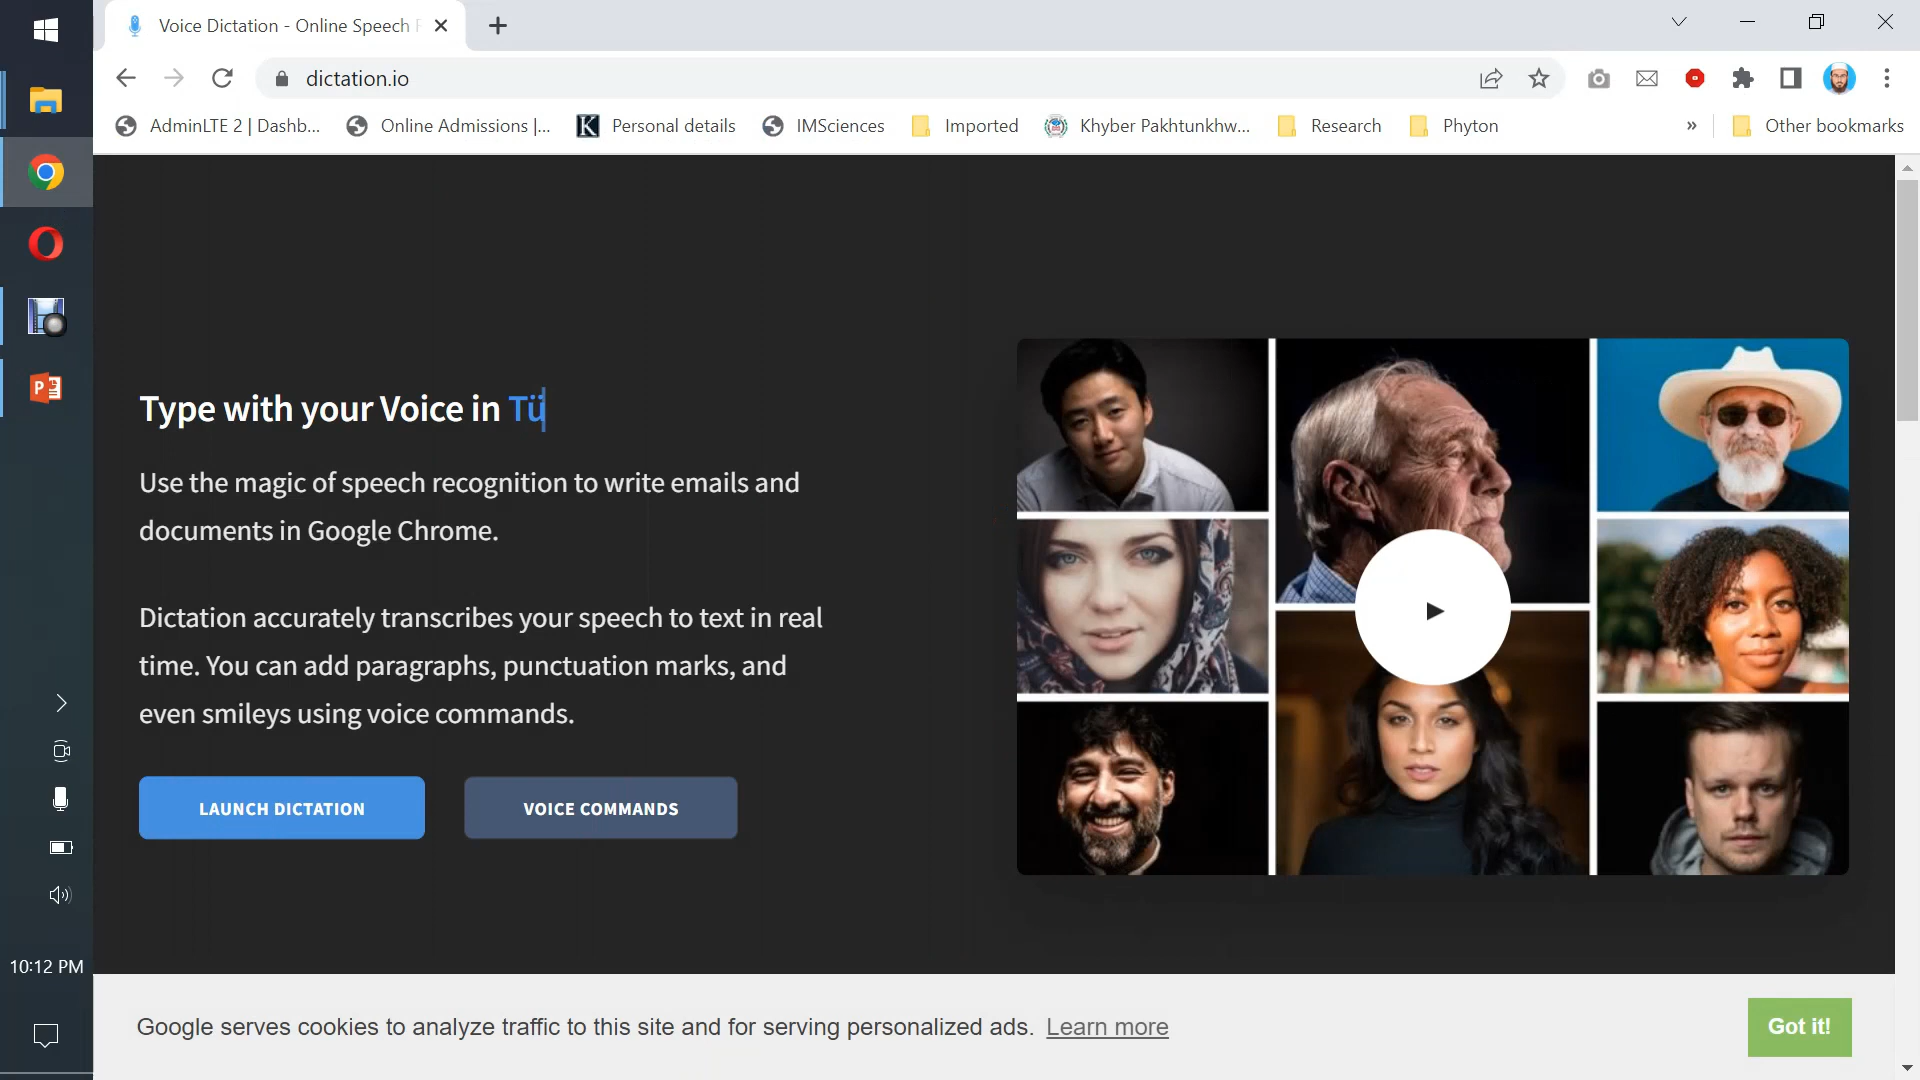 Voice Dictation - Online Speech
dictation.io
AdminLTE 2 | Dashb...
Online Admissions |...
Personal details
IMSciences
Imported
Khyber Pakhtunkhw...
Research
Phyton
»
Other bookmarks
Type with your Voice in Tü
Use the magic of speech recognition to write emails and
documents in Google Chrome.
Dictation accurately transcribes your speech to text in real
time. You can add paragraphs, punctuation marks, and
even smileys using voice commands.
LAUNCH DICTATION
VOICE COMMANDS
10:12 PM
Google serves cookies to analyze traffic to this site and for serving personalized ads. Learn more
Got it!